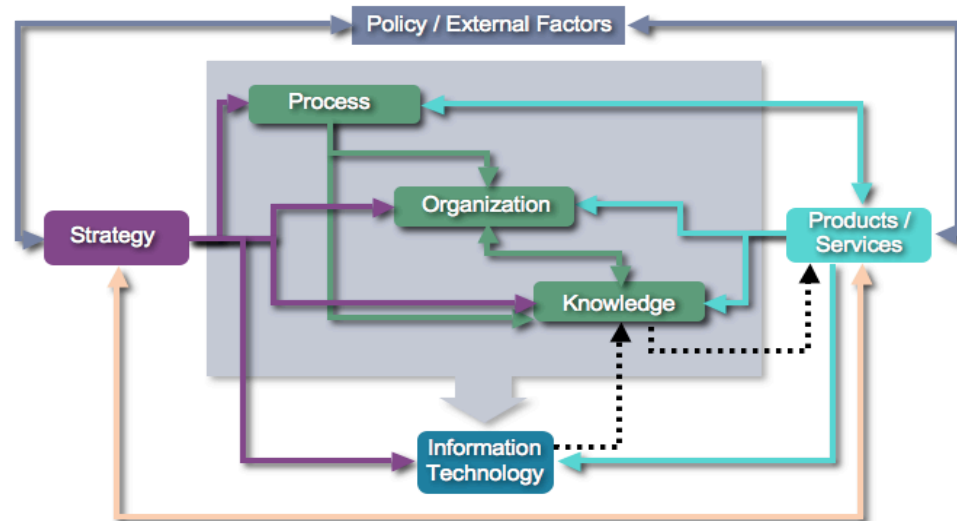 Policy / External Factors
Process
Organization
Strategy
Products /
Services
Knowledge
Information
Technology